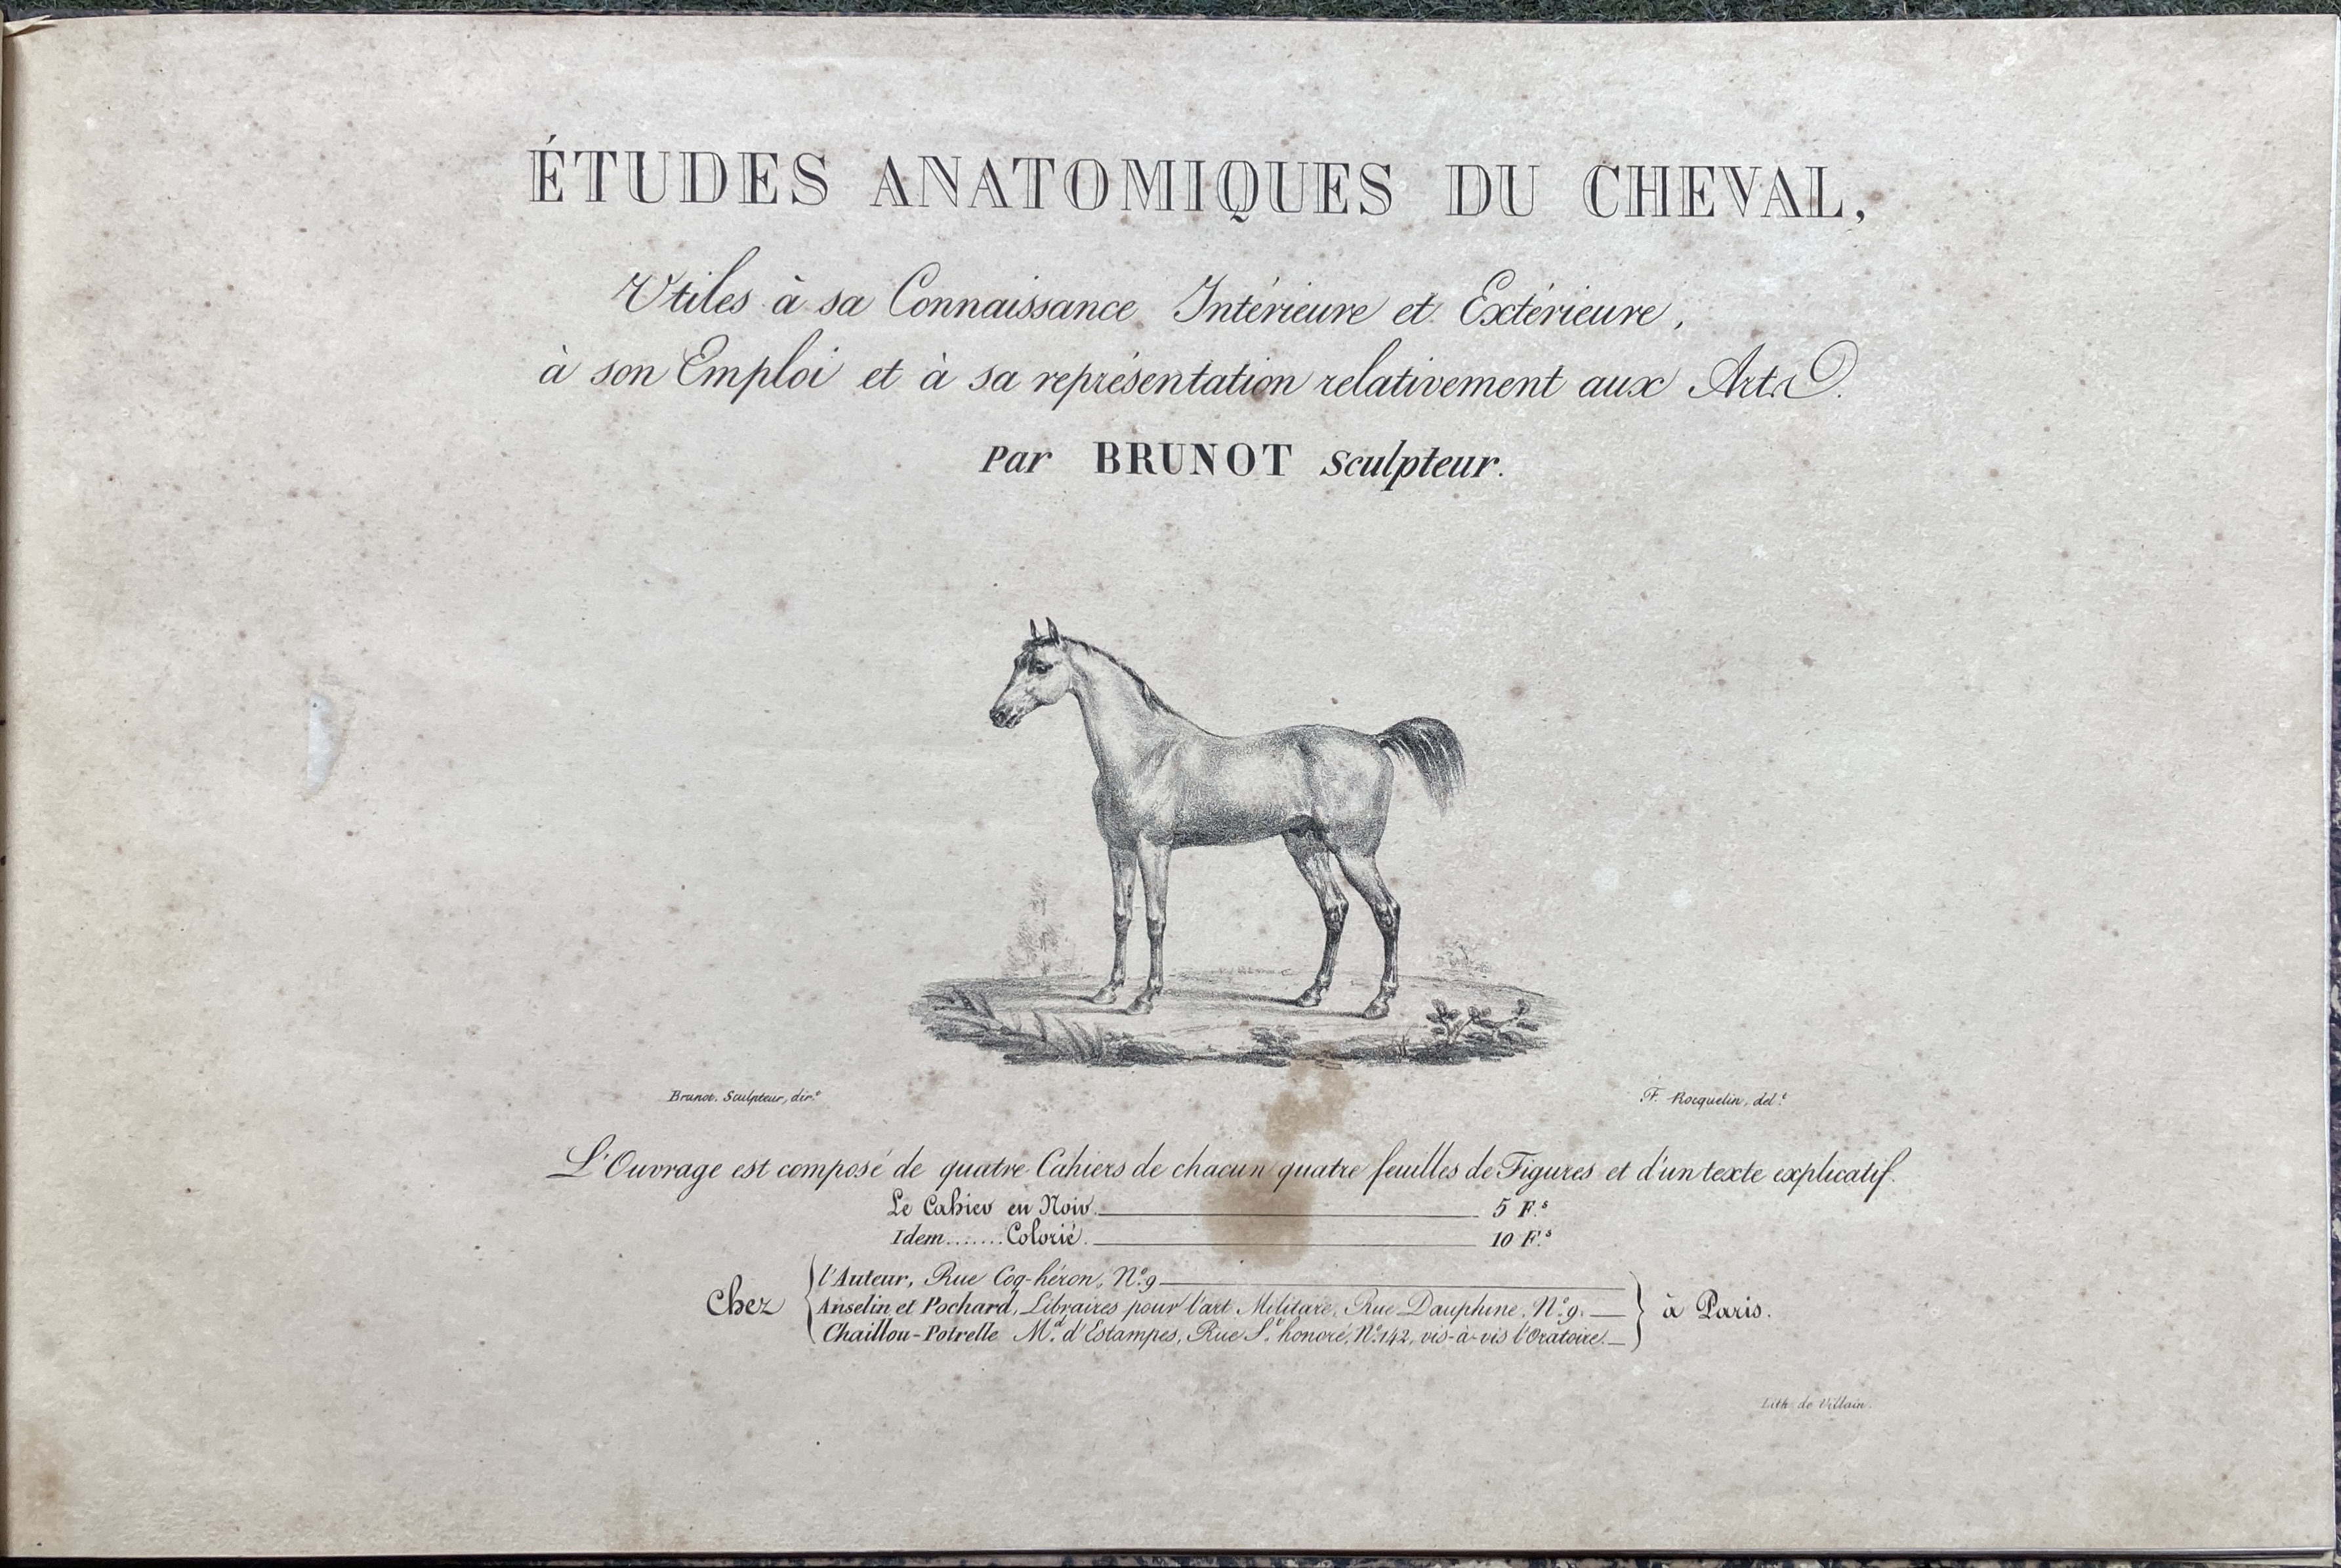 ÉTUDES ANATOMIQUES DU CHEVAL,
Utiles à sa Connaissance Intérieure et Extérieure,
à son Emploi et à sa représentation relativement aux Arts.
Par BRUNOT Sculpteur.
Brunot, Sculpteur, dir.t
F. Rocquelin, del.t
L'Ouvrage est composé de quatre Cahiers de chacun quatre feuilles de Figures et d'un texte explicatif.
Le Cahier en Noir. 5 F.s
Idem.......Colorié. 10 F.s
Chez
l'Auteur, Rue Coq-héron, N.o 9
Anselin et Pochard, Libraires pour l'art Militare, Rue Dauphine, N.o 9.
Chaillou-Potrelle M.d d'Estampes, Rue S.t honoré, N.o 142, vis-à-vis l'Oratoire.
à Paris.
Lith. de Villain.